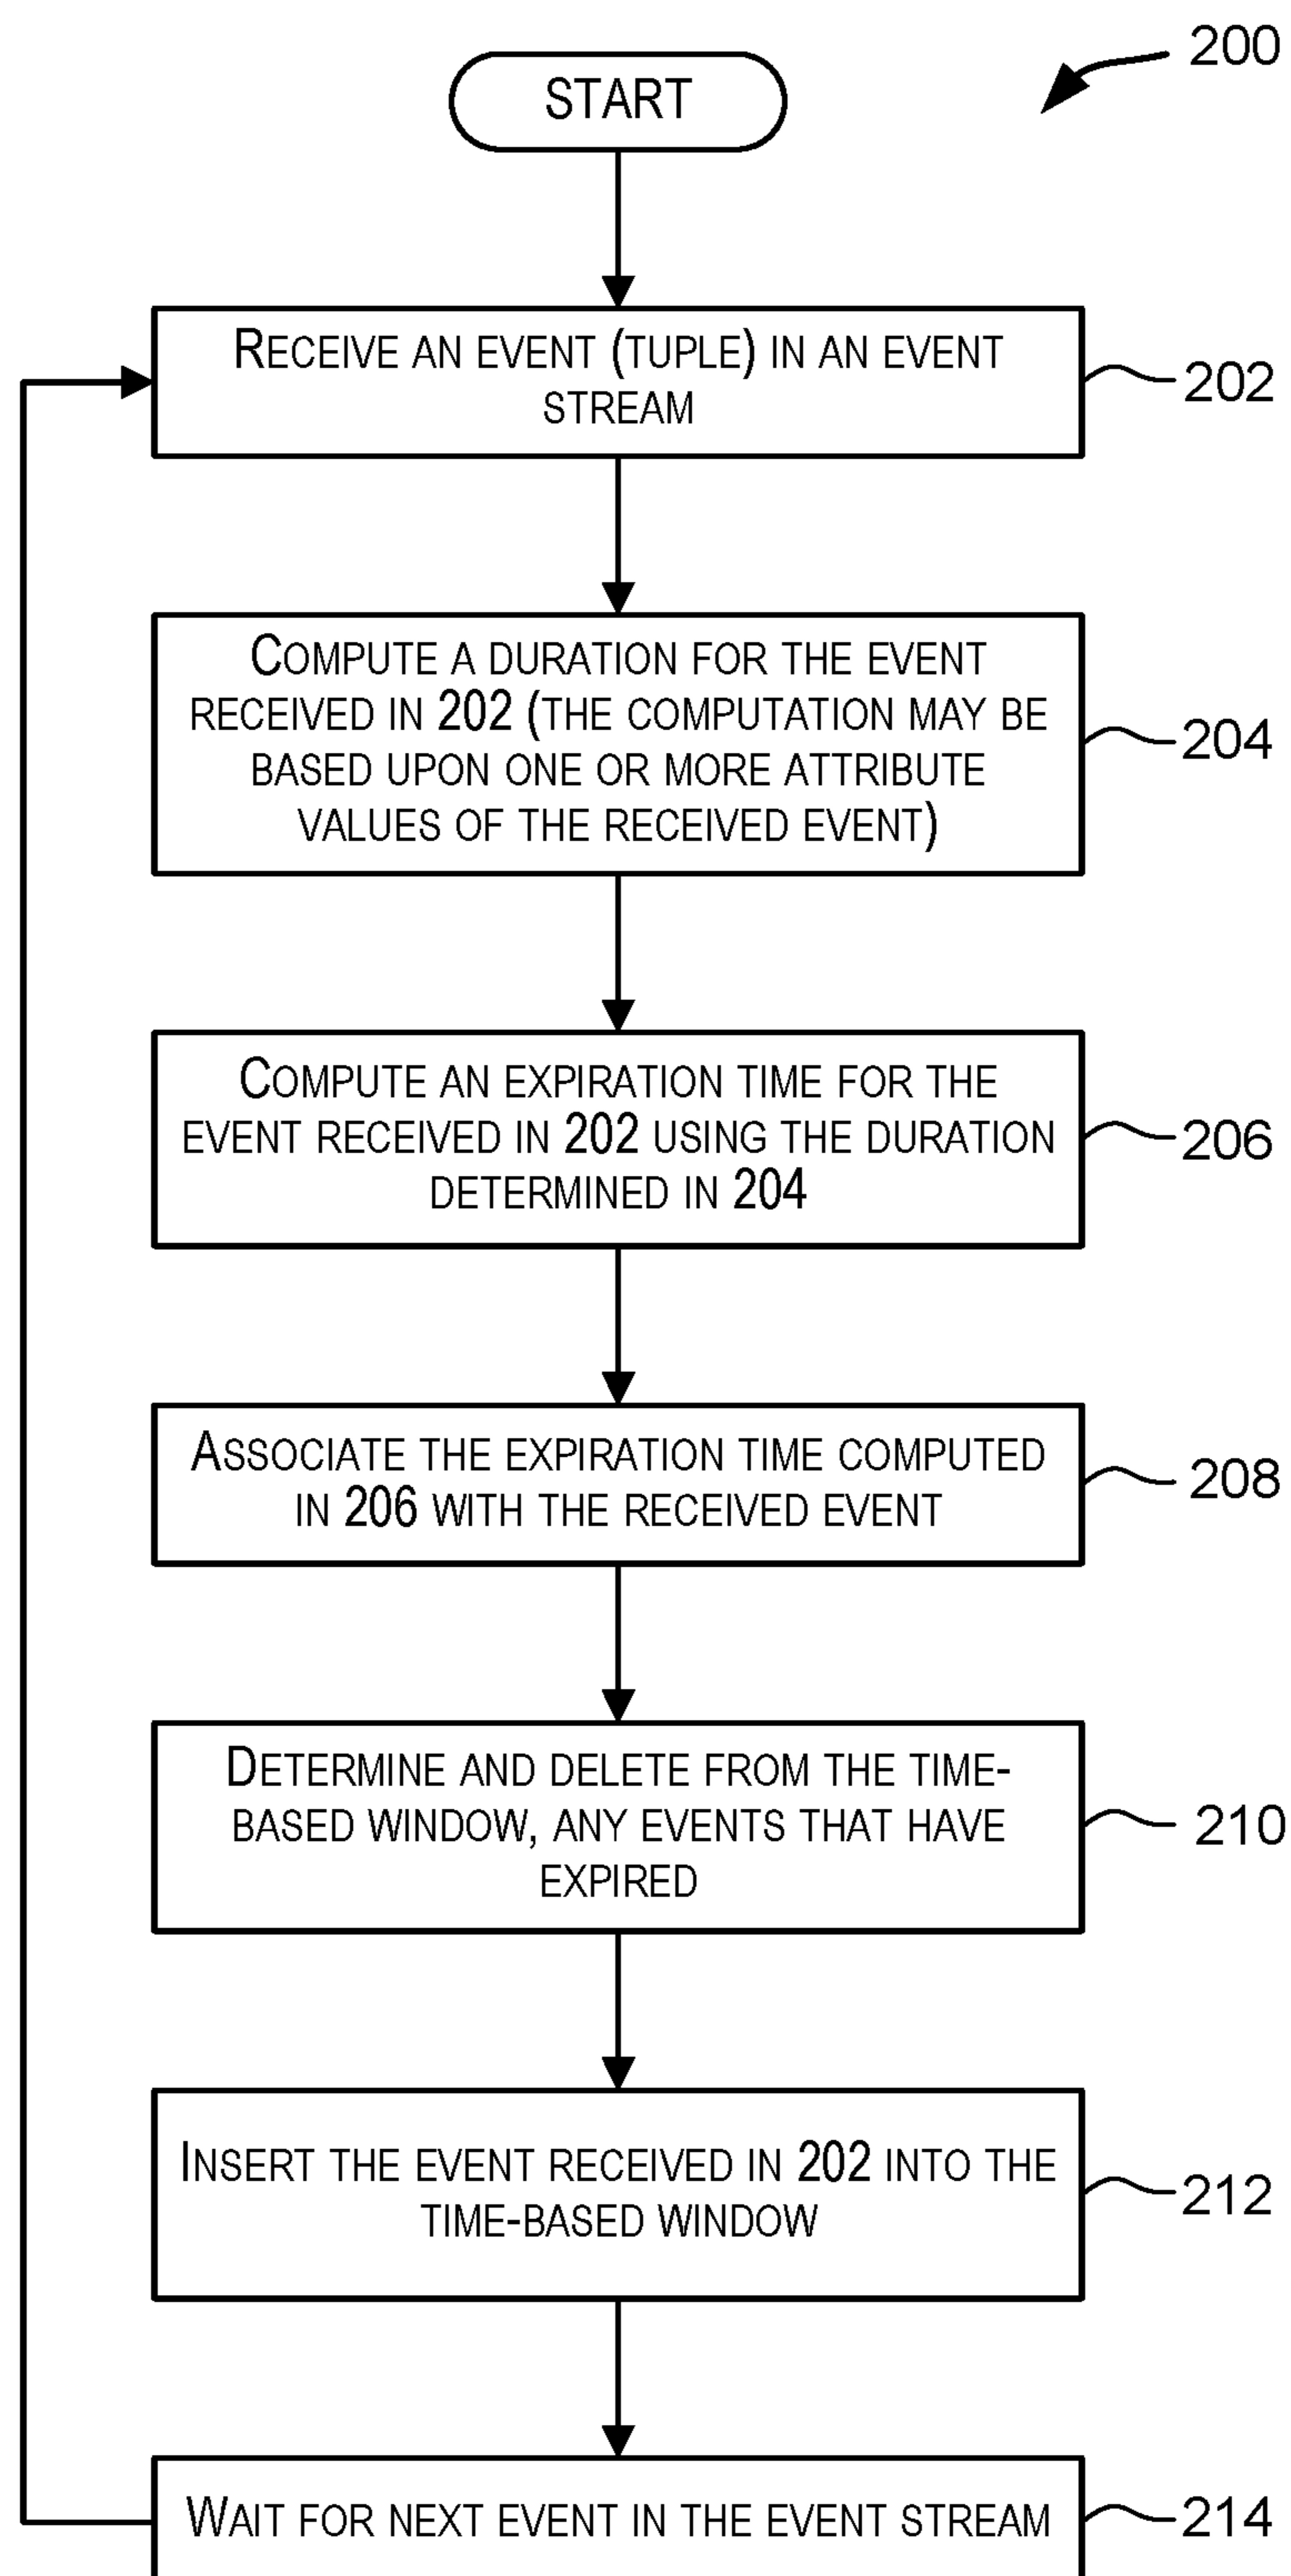 200
START
RECEIVE AN EVENT (TUPLE) IN AN EVENT
STREAM
202
COMPUTE A DURATION FOR THE EVENT
RECEIVED IN 202 (THE COMPUTATION MAY BE
BASED UPON ONE OR MORE ATTRIBUTE
VALUES OF THE RECEIVED EVENT)
204
COMPUTE AN EXPIRATION TIME FOR THE
EVENT RECEIVED IN 202 USING THE DURATION
DETERMINED IN 204
206
ASSOCIATE THE EXPIRATION TIME COMPUTED
IN 206 WITH THE RECEIVED EVENT
208
DETERMINE AND DELETE FROM THE TIME-
BASED WINDOW, ANY EVENTS THAT HAVE
EXPIRED
210
INSERT THE EVENT RECEIVED IN 202 INTO THE
TIME-BASED WINDOW
212
WAIT FOR NEXT EVENT IN THE EVENT STREAM
214